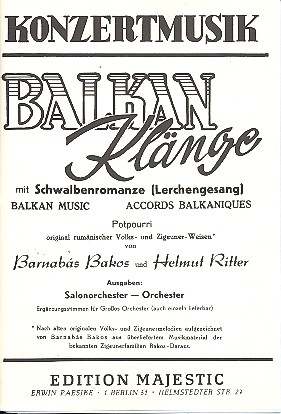 KONZERTMUSIK
BALKAN
Klänge
mit Schwalbenromanze (Lerchengesang)
BALKAN MUSIC ACCORDS BALKANIQUES
Potpourri
original rumänischer Volks- und Zigeuner-Weisen*
von
Barnabás Bakos und Helmut Ritter
Ausgaben:
Salonorchester — Orchester
Ergänzungsstimmen für Großes Orchester (auch einzeln lieferbar)
* Nach alten originalen Volks- und Zigeunermelodien aufgezeichnet
von Barnabás Bakos aus überliefertem Musikmaterial der
bekannten Zigeunerfamilien Bakos-Daraus.
EDITION MAJESTIC
ERWIN PAESIKE · 1 BERLIN 31 · HELMSTEDTER STR. 27